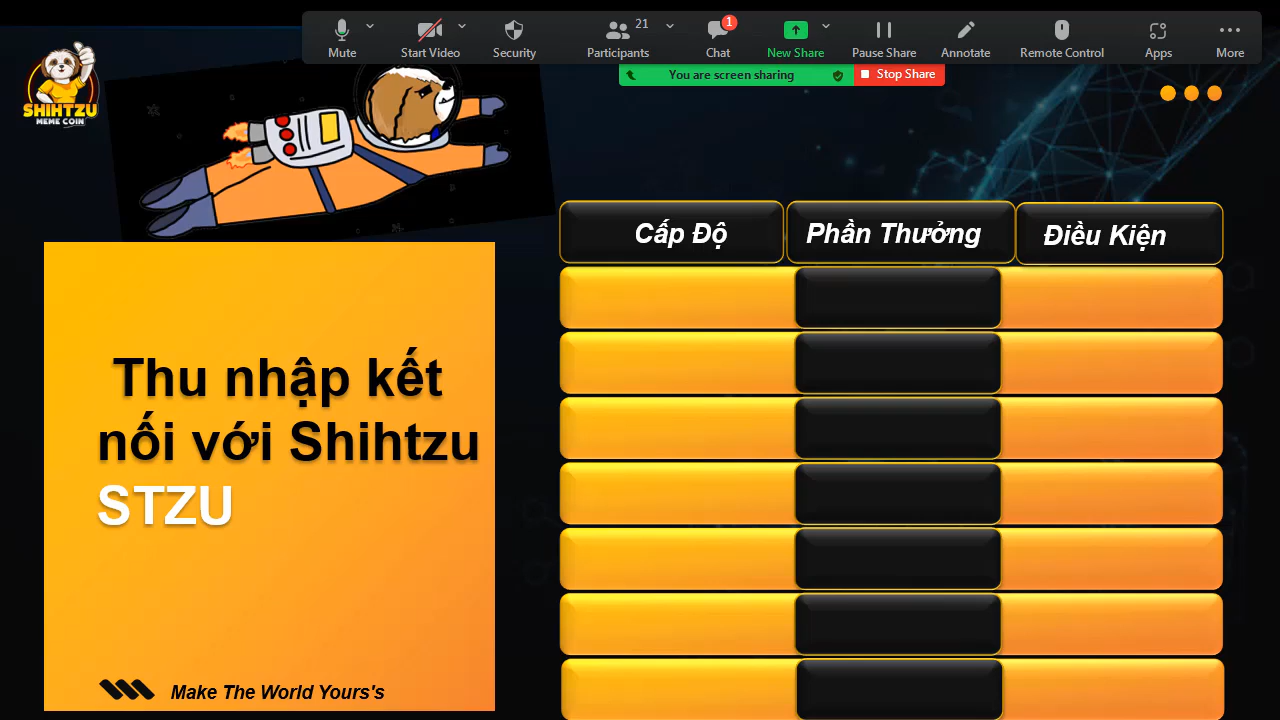 Mute
Start Video
Security
Participants
21
Chat
1
New Share
Pause Share
Annotate
Remote Control
Apps
More
You are screen sharing
Stop Share
SHIHTZU
MEME COIN
Cấp Độ
Phần Thưởng
Điều Kiện
Thu nhập kết
nối với Shihtzu
STZU
Make The World Yours's